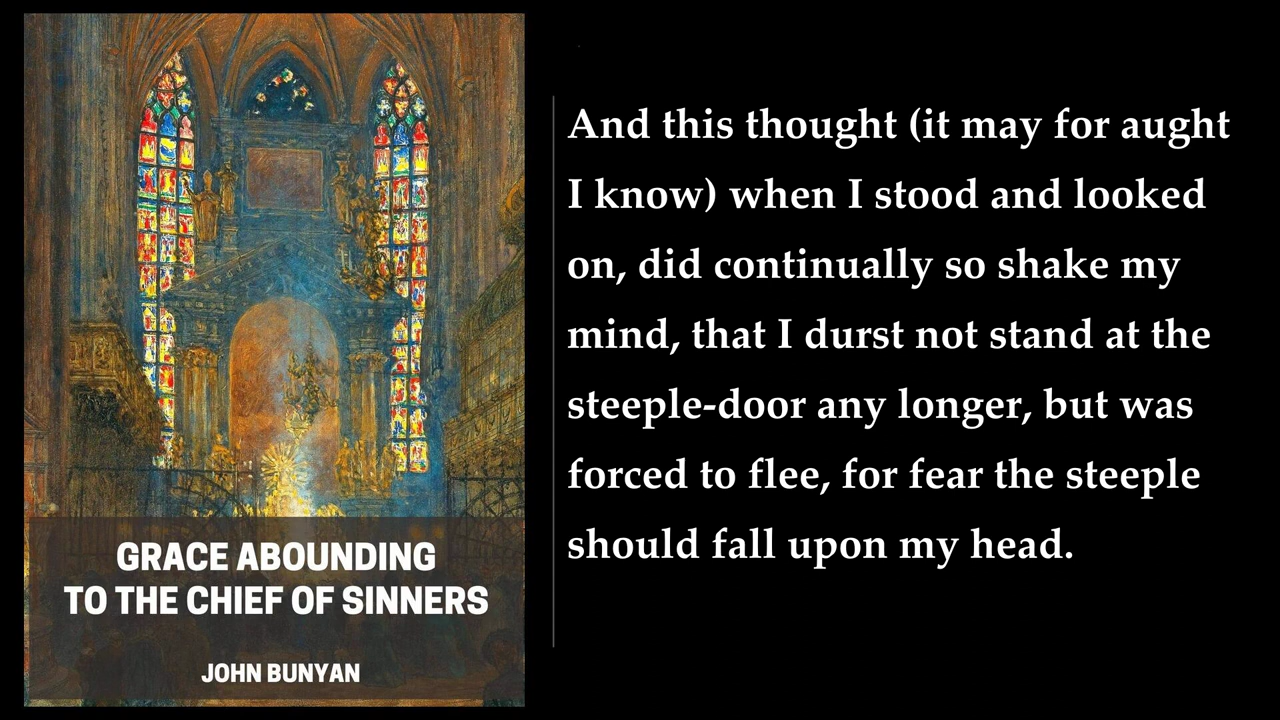 GRACE ABOUNDING
TO THE CHIEF OF SINNERS
JOHN BUNYAN
And this thought (it may for aught
I know) when I stood and looked
on, did continually so shake my
mind, that I durst not stand at the
steeple-door any longer, but was
forced to flee, for fear the steeple
should fall upon my head.